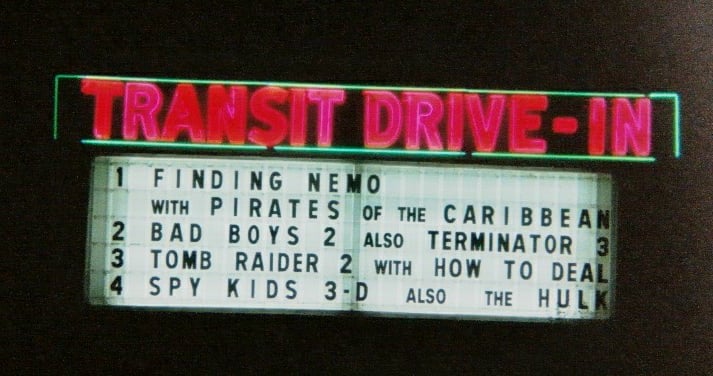 TRANSIT DRIVE-IN
1 FINDING NEMO
WITH PIRATES OF THE CARIBBEAN
2 BAD BOYS 2 ALSO TERMINATOR 3
3 TOMB RAIDER 2 WITH HOW TO DEAL
4 SPY KIDS 3-D ALSO THE HULK